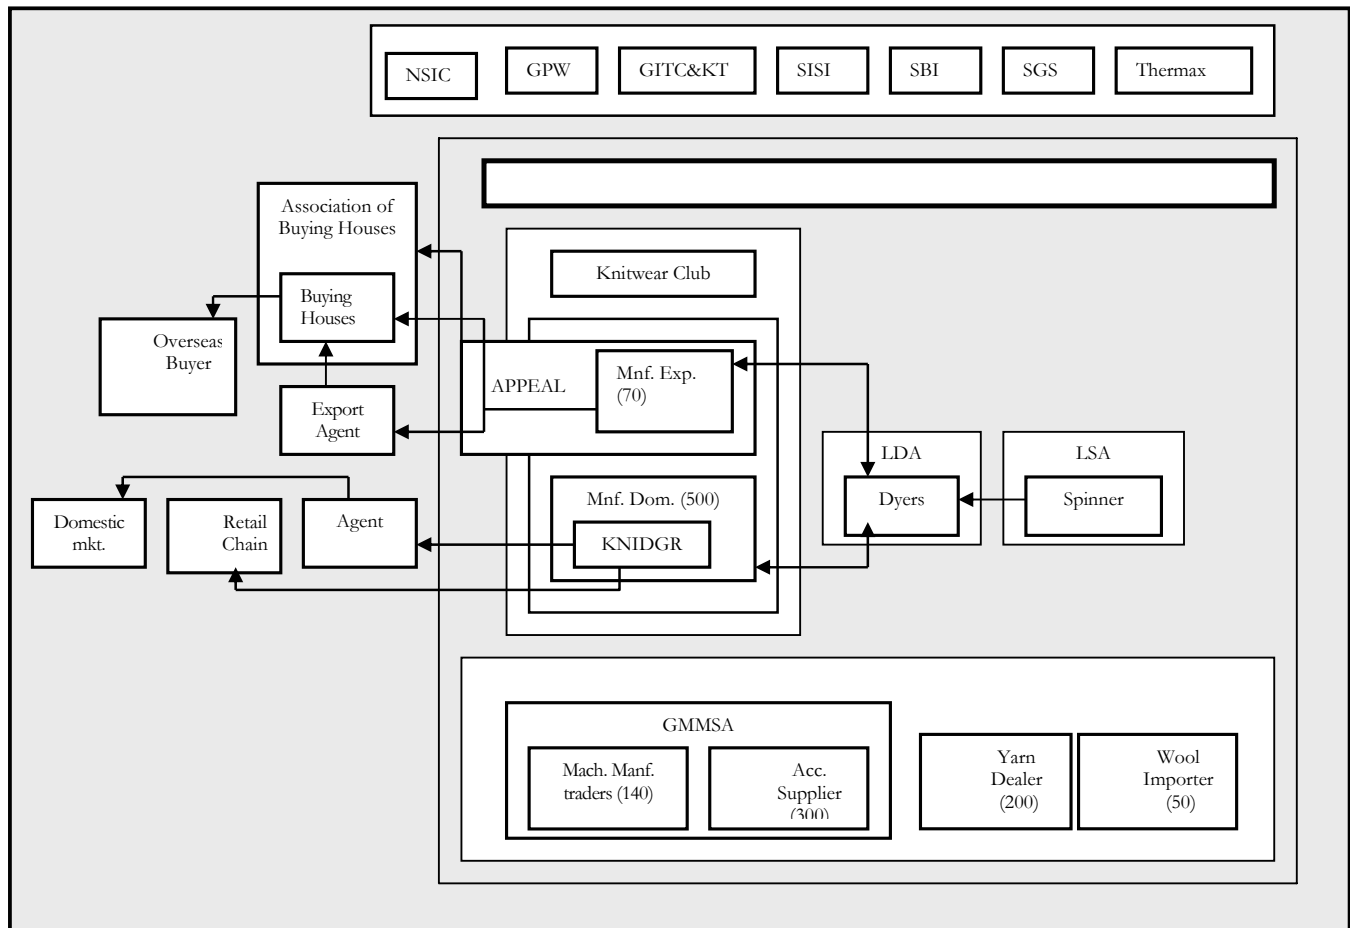 NSIC
GPW
GITC&KT
SISI
SBI
SGS
Thermax
Association of
Buying Houses
Buying
Houses
Overseas
Buyer
Export
Agent
Knitwear Club
APPEAL
Mnf. Exp.
(70)
LDA
Dyers
LSA
Spinner
Domestic
mkt.
Retail
Chain
Agent
Mnf. Dom. (500)
KNIDGR
GMMSA
Mach. Manf.
traders (140)
Acc.
Supplier
(300)
Yarn
Dealer
(200)
Wool
Importer
(50)